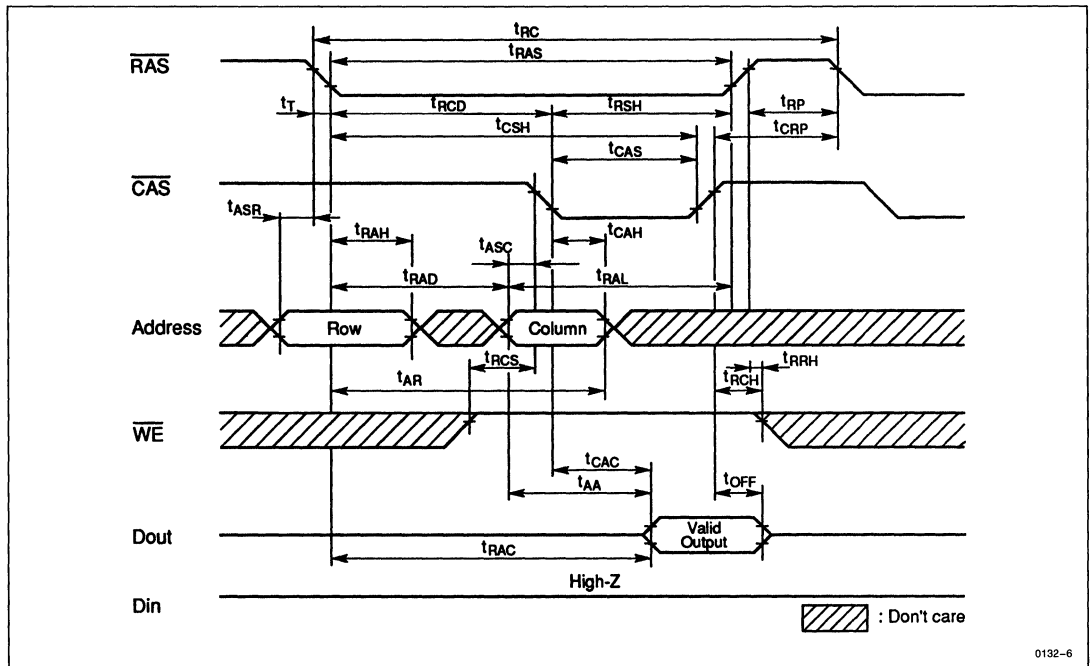 tRC
RAS
tRAS
tT
tRCD
tRSH
tRP
tCSH
tCRP
tCAS
CAS
tASR
tRAH
tASC
tCAH
tRAD
tRAL
Address
Row
Column
tRCS
tRRH
tAR
tRCH
WE
tCAC
tAA
tOFF
Dout
Valid
Output
tRAC
High-Z
Din
: Don't care
0132-6